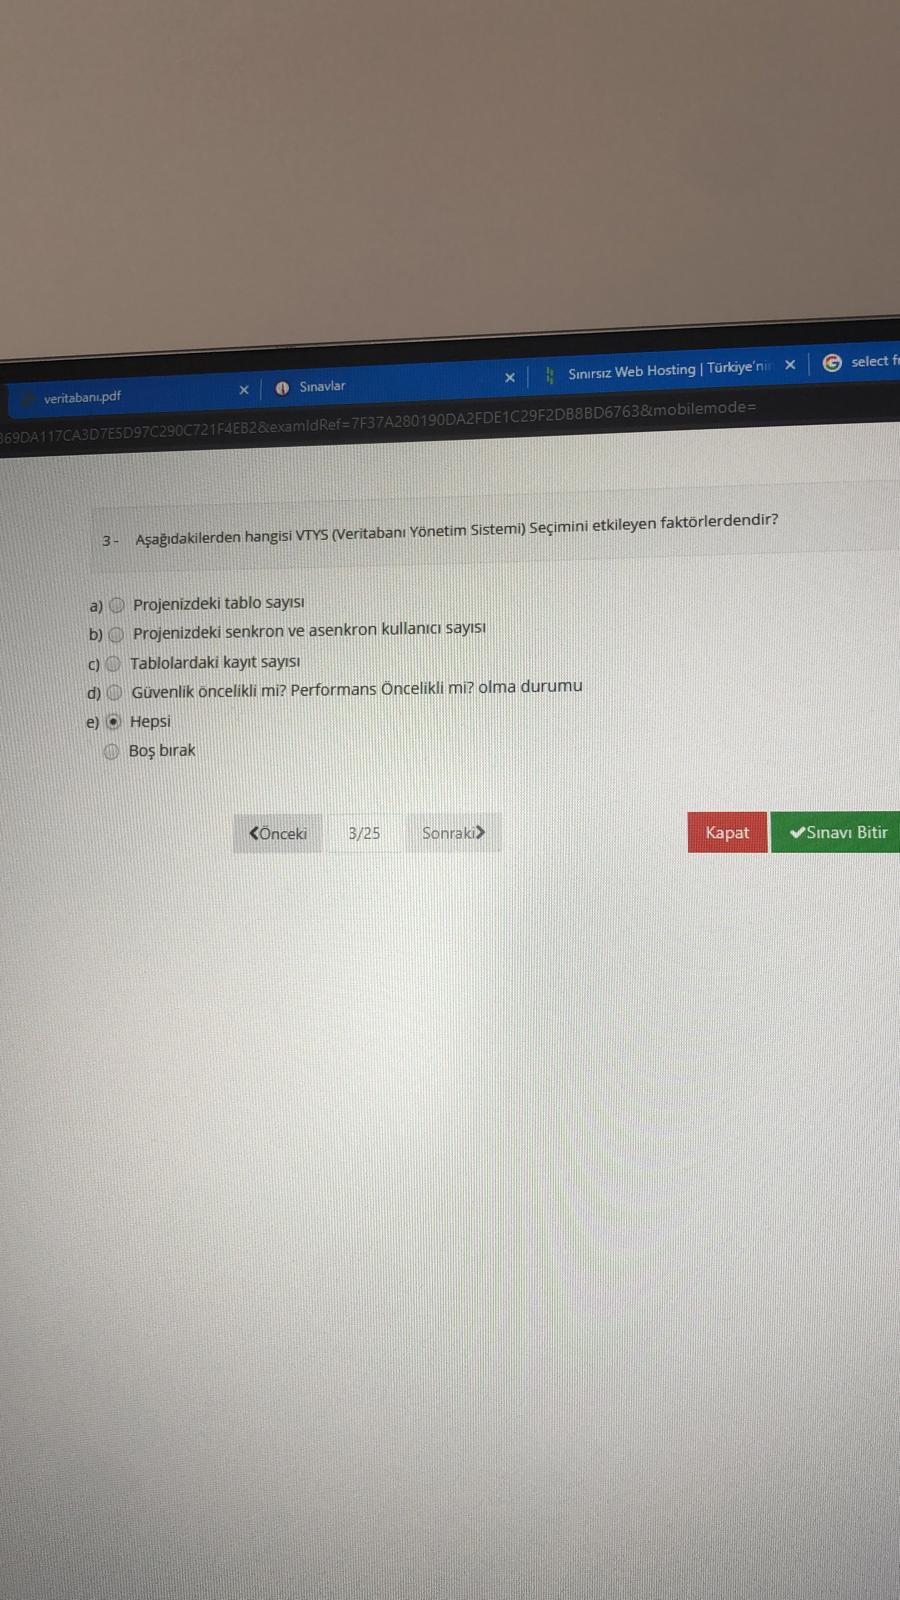 veritabanı.pdf
Sınavlar
Sınırsız Web Hosting | Türkiye'nin
select fr
369DA117CA3D7E5D97C290C721F4EB2&examIdRef=7F37A280190DA2FDE1C29F2DB8BD6763&mobilemode=
3- Aşağıdakilerden hangisi VTYS (Veritabanı Yönetim Sistemi) Seçimini etkileyen faktörlerdendir?
a) Projenizdeki tablo sayısı
b) Projenizdeki senkron ve asenkron kullanıcı sayısı
c) Tablolardaki kayıt sayısı
d) Güvenlik öncelikli mi? Performans Öncelikli mi? olma durumu
e) Hepsi
Boş bırak
Önceki 3/25 Sonraki
Kapat
Sınavı Bitir